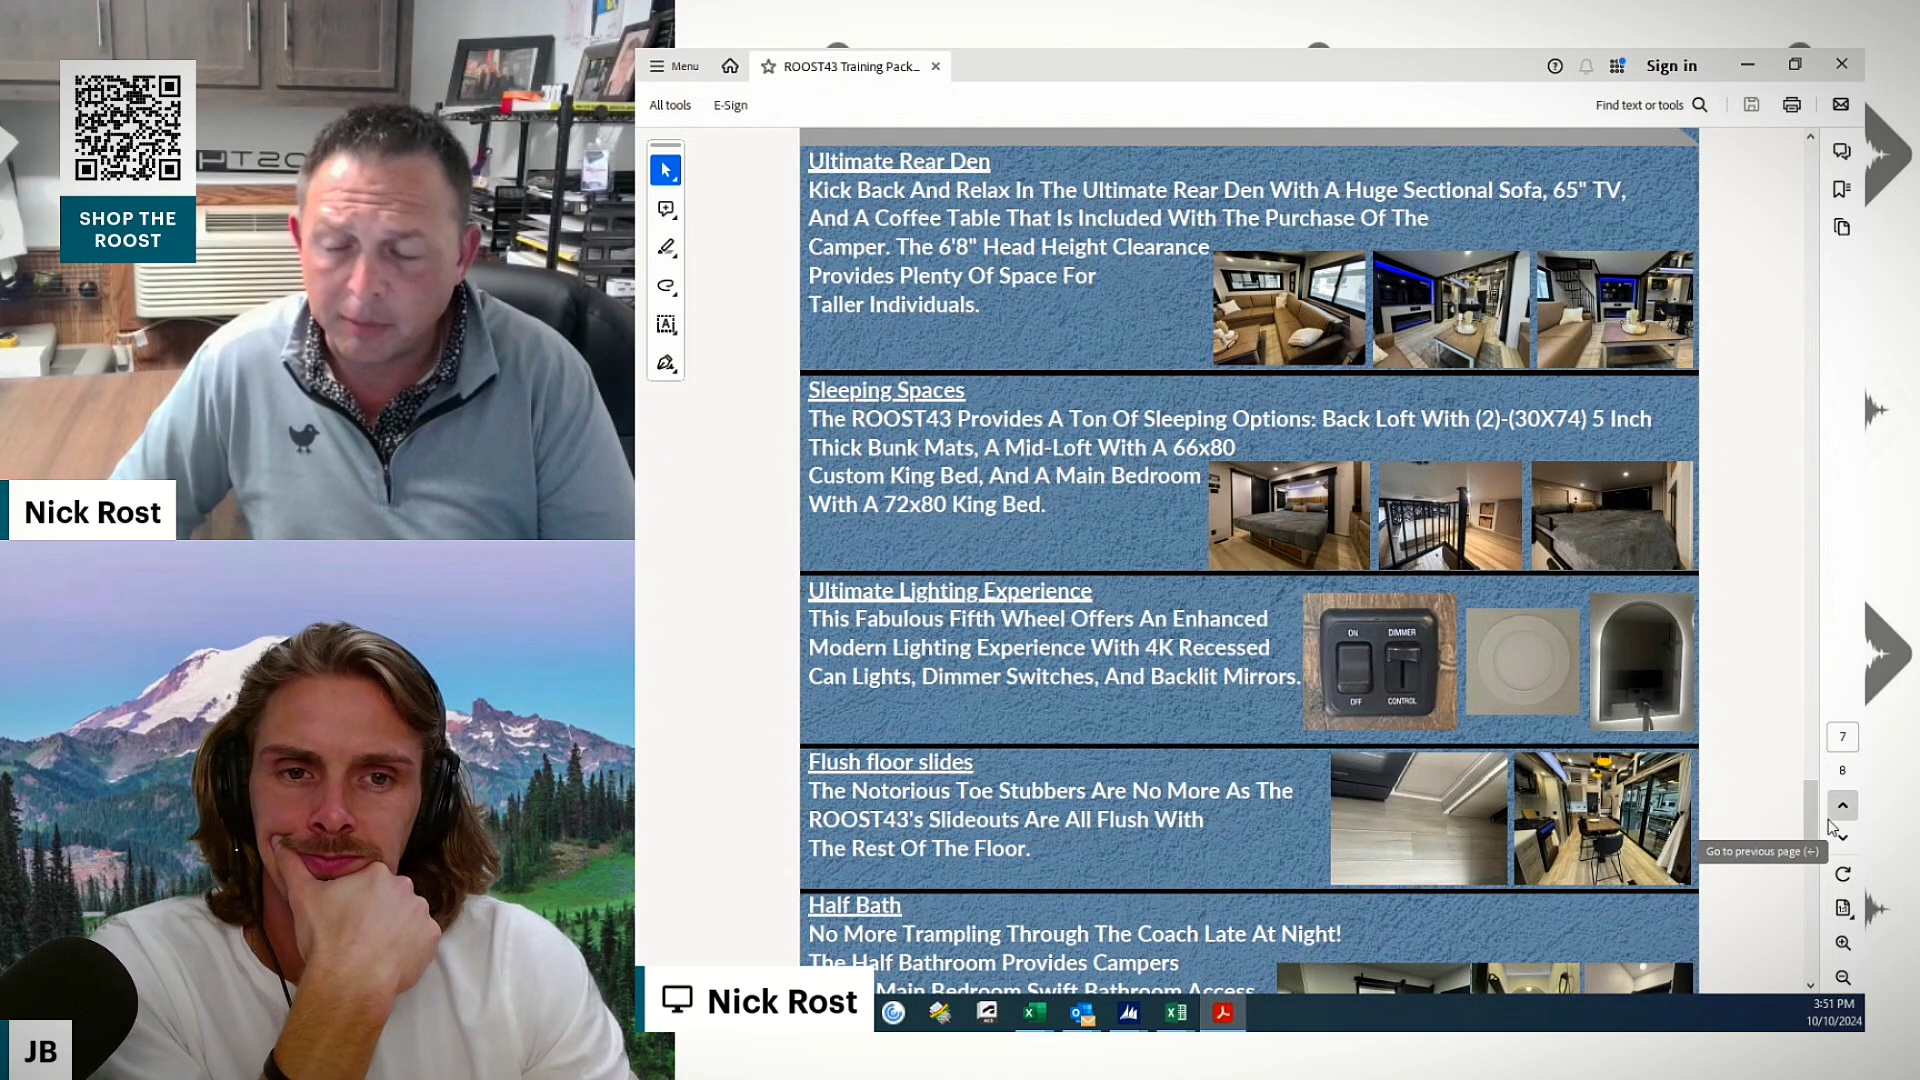 SHOP THE
ROOST
Nick Rost
JB
Menu
ROOST43 Training Pack...
Sign in
All tools
E-Sign
Find text or tools
Ultimate Rear Den
Kick Back And Relax In The Ultimate Rear Den With A Huge Sectional Sofa, 65" TV,
And A Coffee Table That Is Included With The Purchase Of The
Camper. The 6'8" Head Height Clearance
Provides Plenty Of Space For
Taller Individuals.
Sleeping Spaces
The ROOST43 Provides A Ton Of Sleeping Options: Back Loft With (2)-(30X74) 5 Inch
Thick Bunk Mats, A Mid-Loft With A 66x80
Custom King Bed, And A Main Bedroom
With A 72x80 King Bed.
Ultimate Lighting Experience
This Fabulous Fifth Wheel Offers An Enhanced
Modern Lighting Experience With 4K Recessed
Can Lights, Dimmer Switches, And Backlit Mirrors.
ON DIMMER
OFF CONTROL
Flush floor slides
The Notorious Toe Stubbers Are No More As The
ROOST43's Slideouts Are All Flush With
The Rest Of The Floor.
Half Bath
No More Trampling Through The Coach Late At Night!
The Half Bathroom Provides Campers
Main Bedroom Swift Bathroom Access
7
8
Go to previous page (←)
Nick Rost
3:51 PM
10/10/2024